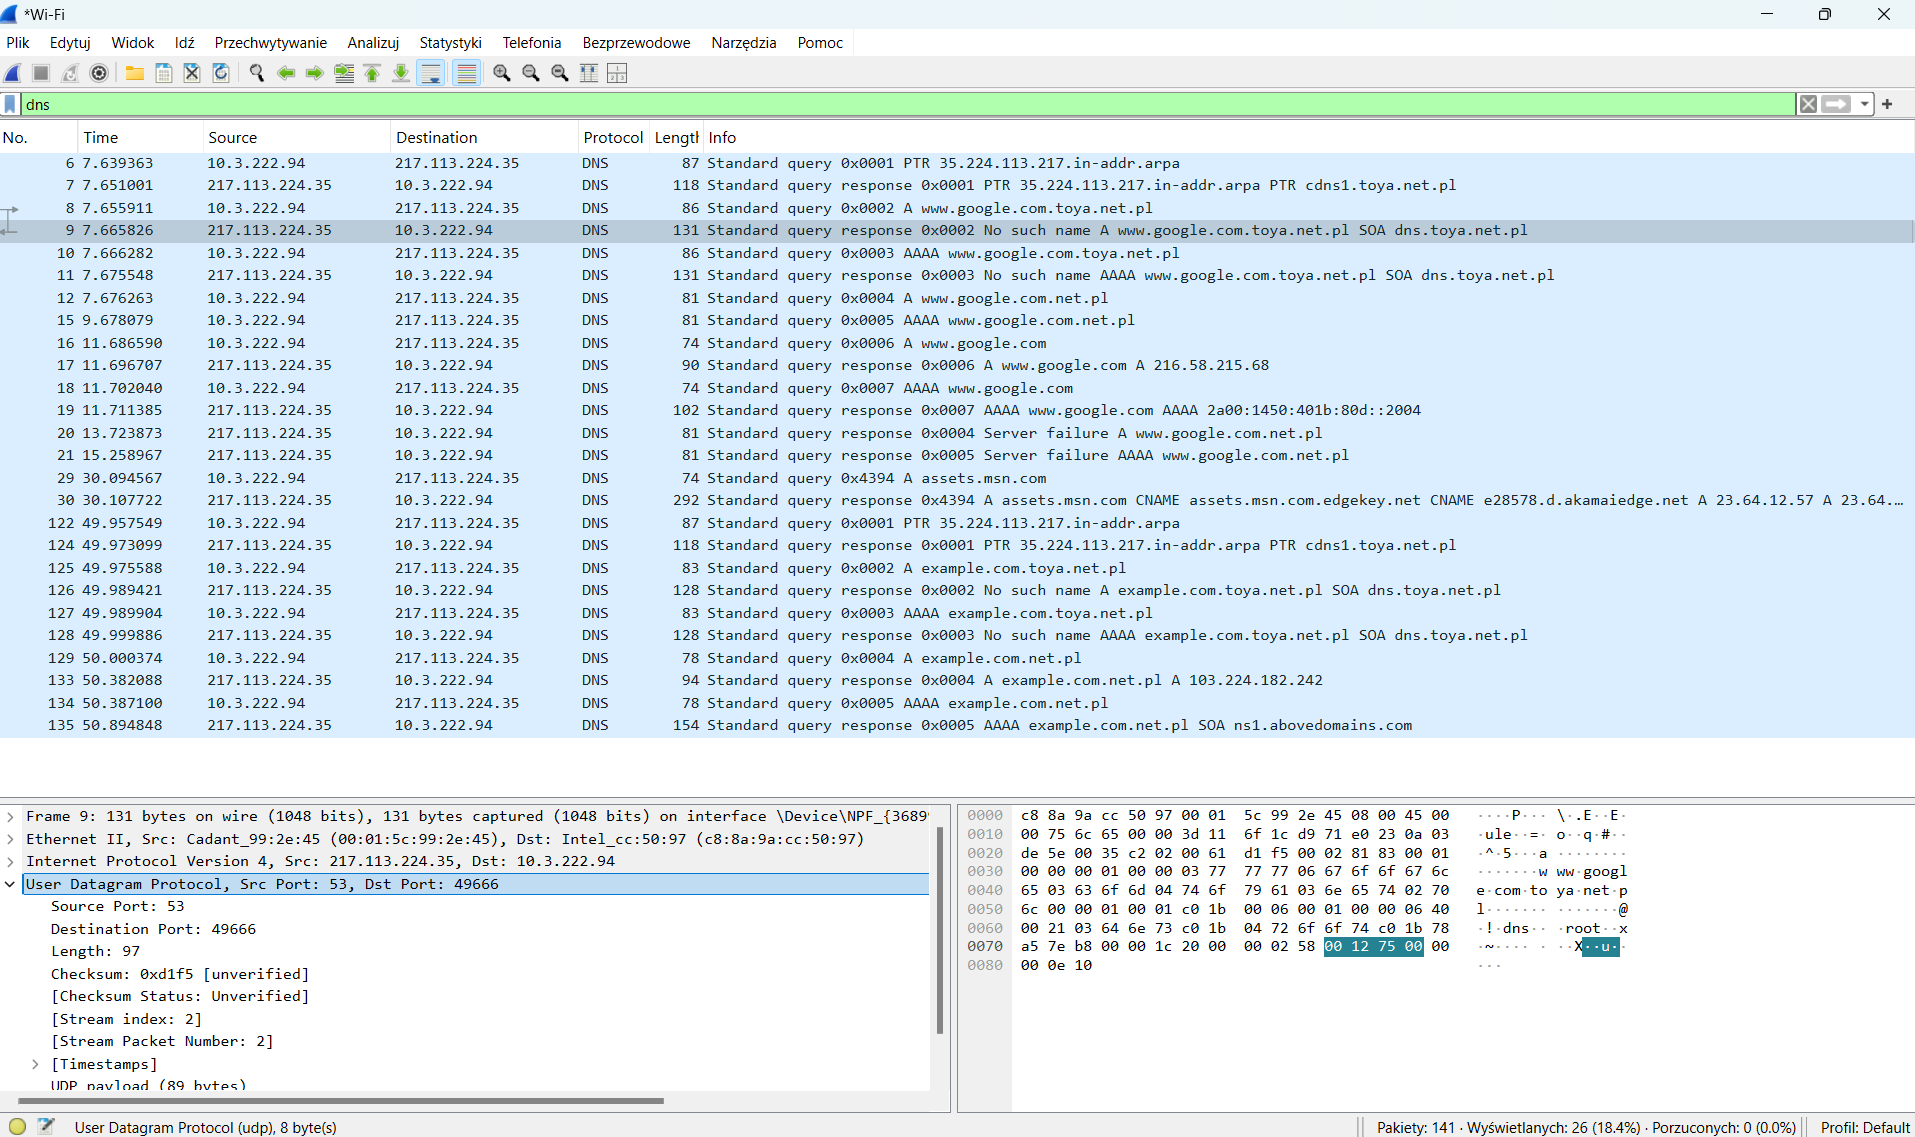 *Wi-Fi
Plik Edytuj Widok Idź Przechwytywanie Analizuj Statystyki Telefonia Bezprzewodowe Narzędzia Pomoc
dns
No. Time Source Destination Protocol Length Info
6 7.639363 10.3.222.94 217.113.224.35 DNS 87 Standard query 0x0001 PTR 35.224.113.217.in-addr.arpa
7 7.651001 217.113.224.35 10.3.222.94 DNS 118 Standard query response 0x0001 PTR 35.224.113.217.in-addr.arpa PTR cdns1.toya.net.pl
8 7.655911 10.3.222.94 217.113.224.35 DNS 86 Standard query 0x0002 A www.google.com.toya.net.pl
9 7.665826 217.113.224.35 10.3.222.94 DNS 131 Standard query response 0x0002 No such name A www.google.com.toya.net.pl SOA dns.toya.net.pl
10 7.666282 10.3.222.94 217.113.224.35 DNS 86 Standard query 0x0003 AAAA www.google.com.toya.net.pl
11 7.675548 217.113.224.35 10.3.222.94 DNS 131 Standard query response 0x0003 No such name AAAA www.google.com.toya.net.pl SOA dns.toya.net.pl
12 7.676263 10.3.222.94 217.113.224.35 DNS 81 Standard query 0x0004 A www.google.com.net.pl
15 9.678079 10.3.222.94 217.113.224.35 DNS 81 Standard query 0x0005 AAAA www.google.com.net.pl
16 11.686590 10.3.222.94 217.113.224.35 DNS 74 Standard query 0x0006 A www.google.com
17 11.696707 217.113.224.35 10.3.222.94 DNS 90 Standard query response 0x0006 A www.google.com A 216.58.215.68
18 11.702040 10.3.222.94 217.113.224.35 DNS 74 Standard query 0x0007 AAAA www.google.com
19 11.711385 217.113.224.35 10.3.222.94 DNS 102 Standard query response 0x0007 AAAA www.google.com AAAA 2a00:1450:401b:80d::2004
20 13.723873 217.113.224.35 10.3.222.94 DNS 81 Standard query response 0x0004 Server failure A www.google.com.net.pl
21 15.258967 217.113.224.35 10.3.222.94 DNS 81 Standard query response 0x0005 Server failure AAAA www.google.com.net.pl
29 30.094567 10.3.222.94 217.113.224.35 DNS 74 Standard query 0x4394 A assets.msn.com
30 30.107722 217.113.224.35 10.3.222.94 DNS 292 Standard query response 0x4394 A assets.msn.com CNAME assets.msn.com.edgekey.net CNAME e28578.d.akamaiedge.net A 23.64.12.57 A 23.64.…
122 49.957549 10.3.222.94 217.113.224.35 DNS 87 Standard query 0x0001 PTR 35.224.113.217.in-addr.arpa
124 49.973099 217.113.224.35 10.3.222.94 DNS 118 Standard query response 0x0001 PTR 35.224.113.217.in-addr.arpa PTR cdns1.toya.net.pl
125 49.975588 10.3.222.94 217.113.224.35 DNS 83 Standard query 0x0002 A example.com.toya.net.pl
126 49.989421 217.113.224.35 10.3.222.94 DNS 128 Standard query response 0x0002 No such name A example.com.toya.net.pl SOA dns.toya.net.pl
127 49.989904 10.3.222.94 217.113.224.35 DNS 83 Standard query 0x0003 AAAA example.com.toya.net.pl
128 49.999886 217.113.224.35 10.3.222.94 DNS 128 Standard query response 0x0003 No such name AAAA example.com.toya.net.pl SOA dns.toya.net.pl
129 50.000374 10.3.222.94 217.113.224.35 DNS 78 Standard query 0x0004 A example.com.net.pl
133 50.382088 217.113.224.35 10.3.222.94 DNS 94 Standard query response 0x0004 A example.com.net.pl A 103.224.182.242
134 50.387100 10.3.222.94 217.113.224.35 DNS 78 Standard query 0x0005 AAAA example.com.net.pl
135 50.894848 217.113.224.35 10.3.222.94 DNS 154 Standard query response 0x0005 AAAA example.com.net.pl SOA ns1.abovedomains.com
Frame 9: 131 bytes on wire (1048 bits), 131 bytes captured (1048 bits) on interface \Device\NPF_{3689
Ethernet II, Src: Cadant_99:2e:45 (00:01:5c:99:2e:45), Dst: Intel_cc:50:97 (c8:8a:9a:cc:50:97)
Internet Protocol Version 4, Src: 217.113.224.35, Dst: 10.3.222.94
User Datagram Protocol, Src Port: 53, Dst Port: 49666
Source Port: 53
Destination Port: 49666
Length: 97
Checksum: 0xd1f5 [unverified]
[Checksum Status: Unverified]
[Stream index: 2]
[Stream Packet Number: 2]
[Timestamps]
UDP payload (89 bytes)
0000 c8 8a 9a cc 50 97 00 01 5c 99 2e 45 08 00 45 00 ····P··· \·.E··E·
0010 00 75 6c 65 00 00 3d 11 6f 1c d9 71 e0 23 0a 03 ·ule··=· o··q·#··
0020 de 5e 00 35 c2 02 00 61 d1 f5 00 02 81 83 00 01 ·^·5···a ········
0030 00 00 00 01 00 00 03 77 77 77 06 67 6f 6f 67 6c ·······w ww·googl
0040 65 03 63 6f 6d 04 74 6f 79 61 03 6e 65 74 02 70 e·com·to ya·net·p
0050 6c 00 00 01 00 01 c0 1b 00 06 00 01 00 00 06 40 l······· ·······@
0060 00 21 03 64 6e 73 c0 1b 04 72 6f 6f 74 c0 1b 78 ·!·dns·· ·root··x
0070 a5 7e b8 00 00 1c 20 00 00 02 58 00 12 75 00 00 ·~···· · ··X··u··
0080 00 0e 10 ···
User Datagram Protocol (udp), 8 byte(s)
Pakiety: 141 · Wyświetlanych: 26 (18.4%) · Porzuconych: 0 (0.0%)
Profil: Default